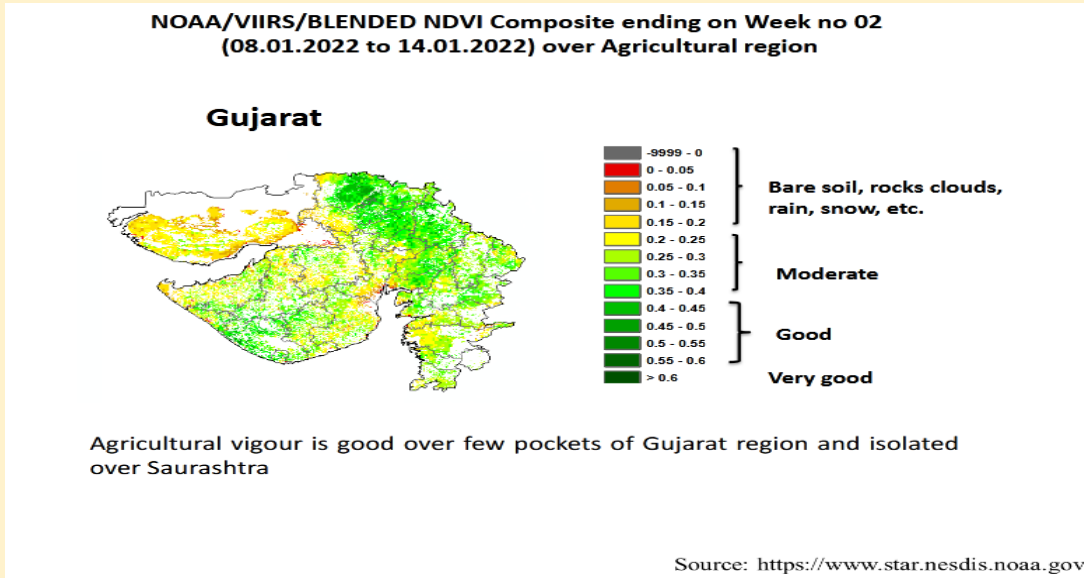 NOAA/VIIRS/BLENDED NDVI Composite ending on Week no 02
(08.01.2022 to 14.01.2022) over Agricultural region
Gujarat
-9999 - 0
0 - 0.05
0.05 - 0.1
0.1 - 0.15
0.15 - 0.2
0.2 - 0.25
0.25 - 0.3
0.3 - 0.35
0.35 - 0.4
0.4 - 0.45
0.45 - 0.5
0.5 - 0.55
0.55 - 0.6
> 0.6
Bare soil, rocks clouds,
rain, snow, etc.
Moderate
Good
Very good
Agricultural vigour is good over few pockets of Gujarat region and isolated
over Saurashtra
Source: https://www.star.nesdis.noaa.gov